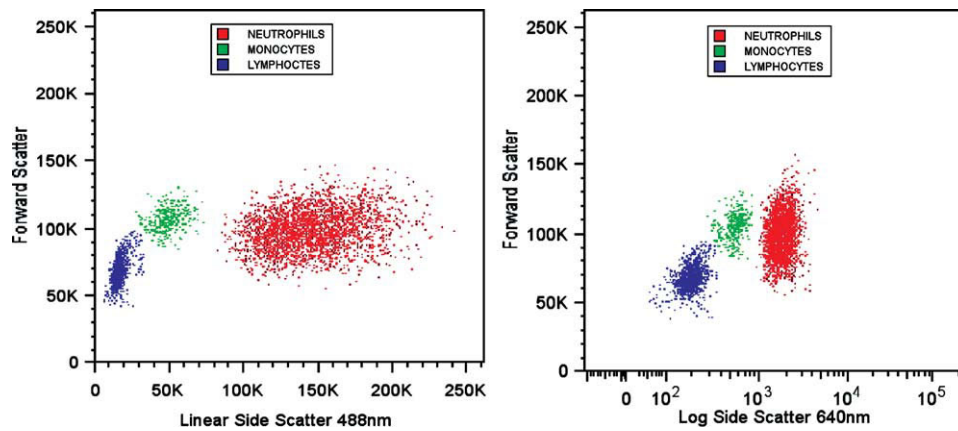 250K
200K
150K
100K
50K
0
Forward Scatter
NEUTROPHILS
MONOCYTES
LYMPHOCTES
0 50K 100K 150K 200K 250K
Linear Side Scatter 488nm
250K
200K
150K
100K
50K
0
Forward Scatter
NEUTROPHILS
MONOCYTES
LYMPHOCYTES
0 10² 10³ 10⁴ 10⁵
Log Side Scatter 640nm